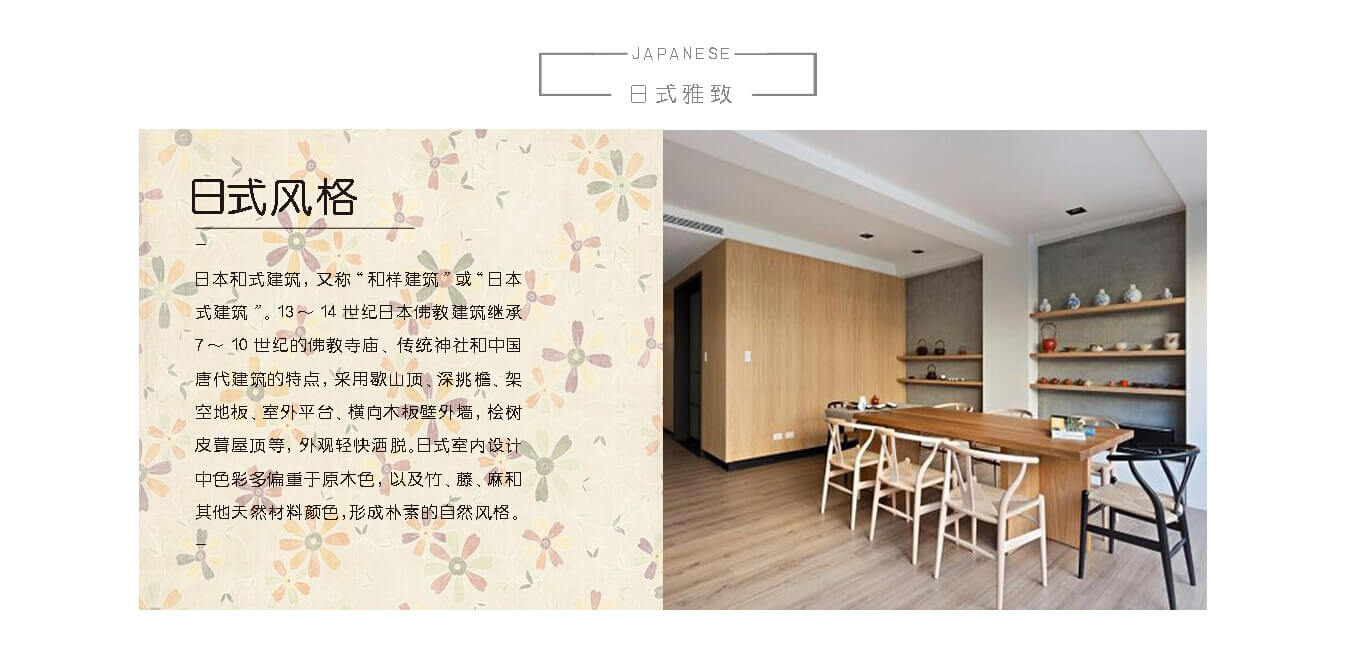 JAPANESE
日式雅致
日式风格
日本和式建筑，又称“和样建筑”或“日本
式建筑”。13～14世纪日本佛教建筑继承
7～10世纪的佛教寺庙、传统神社和中国
唐代建筑的特点，采用歇山顶、深挑檐、架
空地板、室外平台、横向木板壁外墙，桧树
皮葺屋顶等，外观轻快洒脱。日式室内设计
中色彩多偏重于原木色，以及竹、藤、麻和
其他天然材料颜色，形成朴素的自然风格。